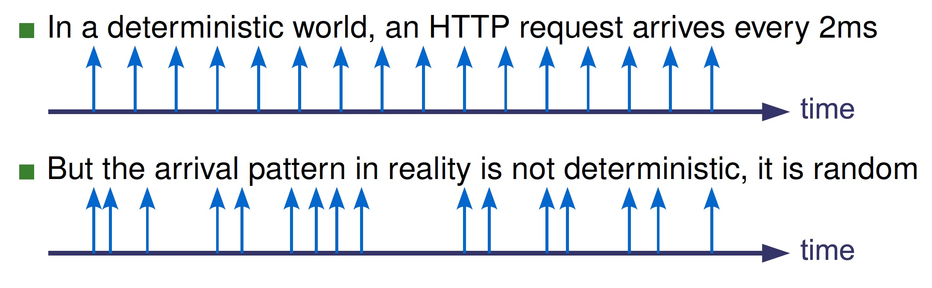 In a deterministic world, an HTTP request arrives every 2ms
time
But the arrival pattern in reality is not deterministic, it is random
time